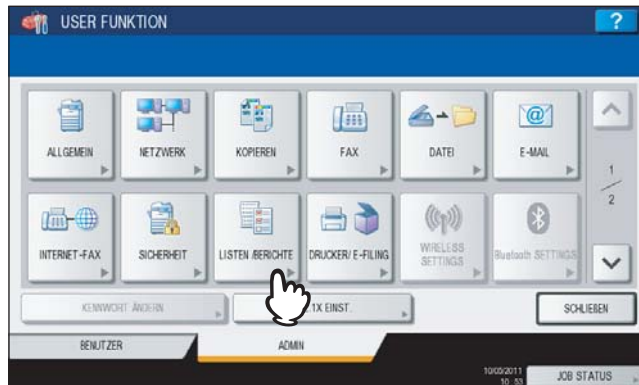 USER FUNKTION
?
ALLGEMEIN
NETZWERK
KOPIEREN
FAX
DATEI
E-MAIL
1
2
INTERNET-FAX
SICHERHEIT
LISTEN /BERICHTE
DRUCKER/ E-FILING
WIRELESS
SETTINGS
Bluetooth SETTINGS
KENNWORT ÄNDERN
.1X EINST.
SCHLIEßEN
BENUTZER
ADMIN
10/03/2011
10 53
JOB STATUS